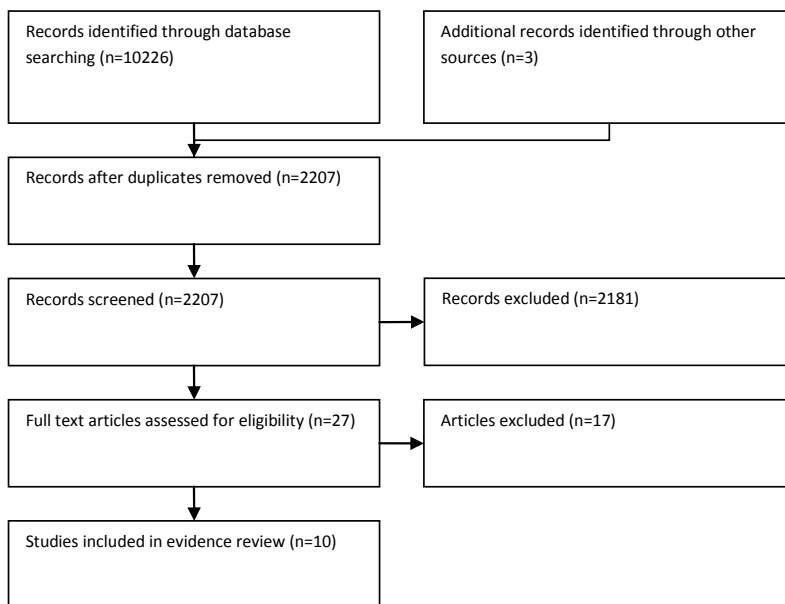 Records identified through database
searching (n=10226)
Additional records identified through other
sources (n=3)
Records after duplicates removed (n=2207)
Records screened (n=2207)
Records excluded (n=2181)
Full text articles assessed for eligibility (n=27)
Articles excluded (n=17)
Studies included in evidence review (n=10)